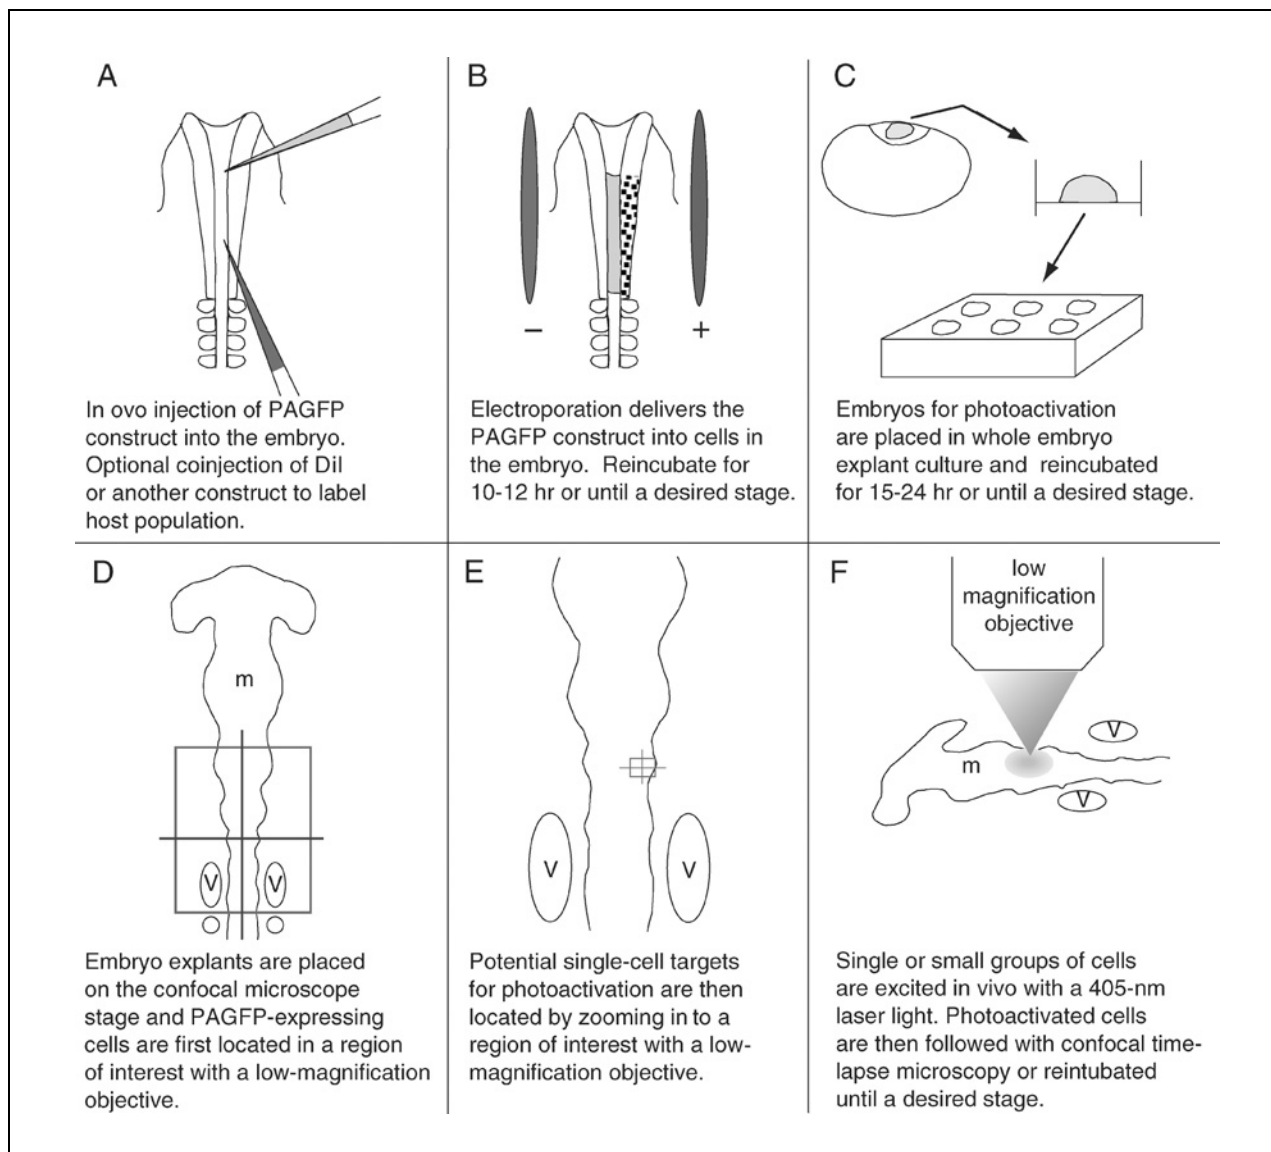 A
In ovo injection of PAGFP
construct into the embryo.
Optional coinjection of DiI
or another construct to label
host population.
B
−
+
Electroporation delivers the
PAGFP construct into cells in
the embryo. Reincubate for
10-12 hr or until a desired stage.
C
Embryos for photoactivation
are placed in whole embryo
explant culture and reincubated
for 15-24 hr or until a desired stage.
D
m
V
V
Embryo explants are placed
on the confocal microscope
stage and PAGFP-expressing
cells are first located in a region
of interest with a low-magnification
objective.
E
V
V
Potential single-cell targets
for photoactivation are then
located by zooming in to a
region of interest with a low-
magnification objective.
F
low
magnification
objective
V
m
V
Single or small groups of cells
are excited in vivo with a 405-nm
laser light. Photoactivated cells
are then followed with confocal time-
lapse microscopy or reintubated
until a desired stage.